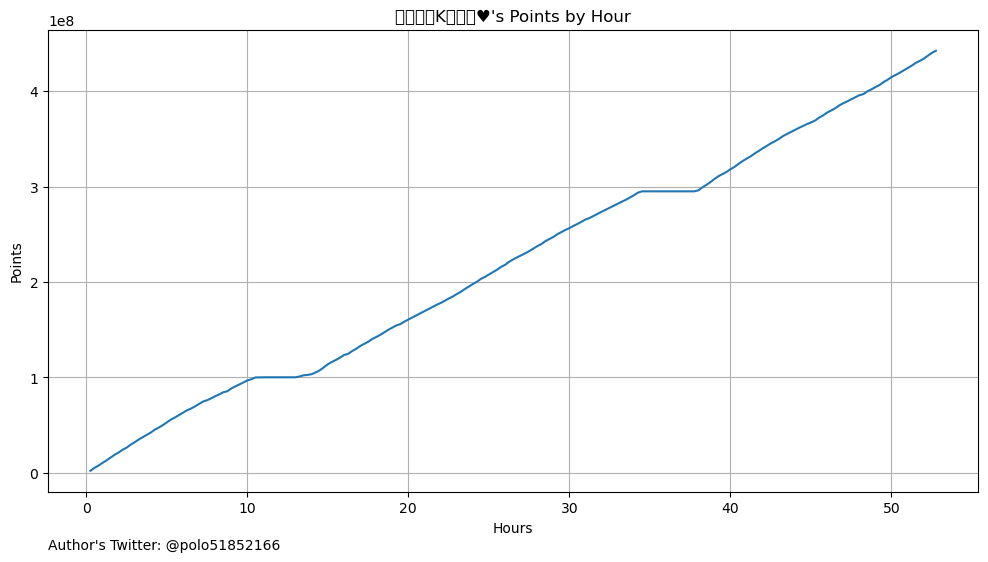 ▯▯▯▯K▯▯▯♥'s Points by Hour
1e8
4
3
2
1
0
Points
0 10 20 30 40 50
Hours
Author's Twitter: @polo51852166